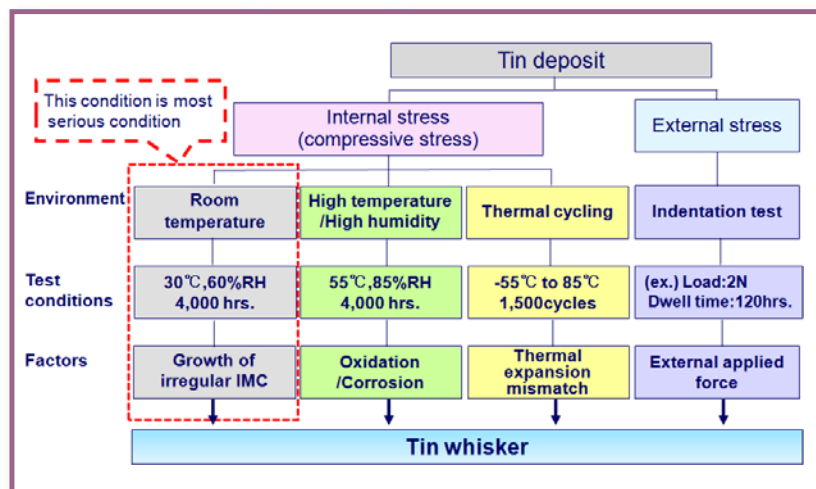 Tin deposit
This condition is most
serious condition
Internal stress
(compressive stress)
External stress
Environment
Room
temperature
High temperature
/High humidity
Thermal cycling
Indentation test
Test
conditions
30℃,60%RH
4,000 hrs.
55℃,85%RH
4,000 hrs.
-55℃ to 85℃
1,500cycles
(ex.) Load:2N
Dwell time:120hrs.
Factors
Growth of
irregular IMC
Oxidation
/Corrosion
Thermal
expansion
mismatch
External applied
force
Tin whisker